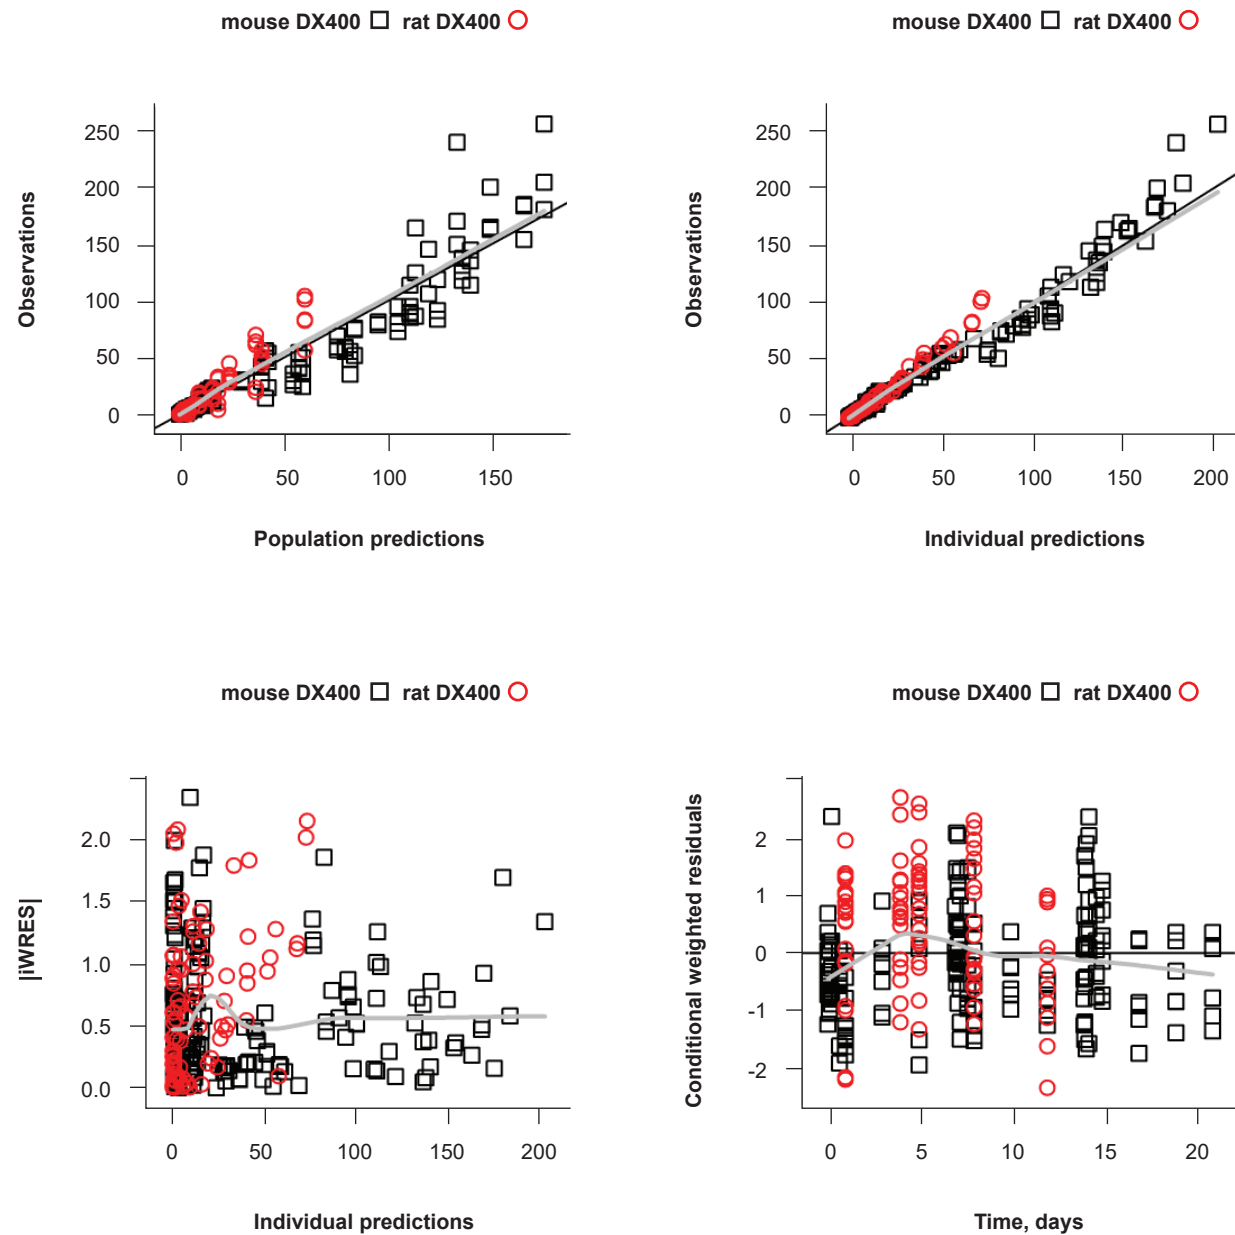 mouse DX400 rat DX400
Observations
250
200
150
100
50
0
0 50 100 150
Population predictions
mouse DX400 rat DX400
Observations
250
200
150
100
50
0
0 50 100 150 200
Individual predictions
mouse DX400 rat DX400
|iWRES|
2.0
1.5
1.0
0.5
0.0
0 50 100 150 200
Individual predictions
mouse DX400 rat DX400
Conditional weighted residuals
2
1
0
-1
-2
0 5 10 15 20
Time, days